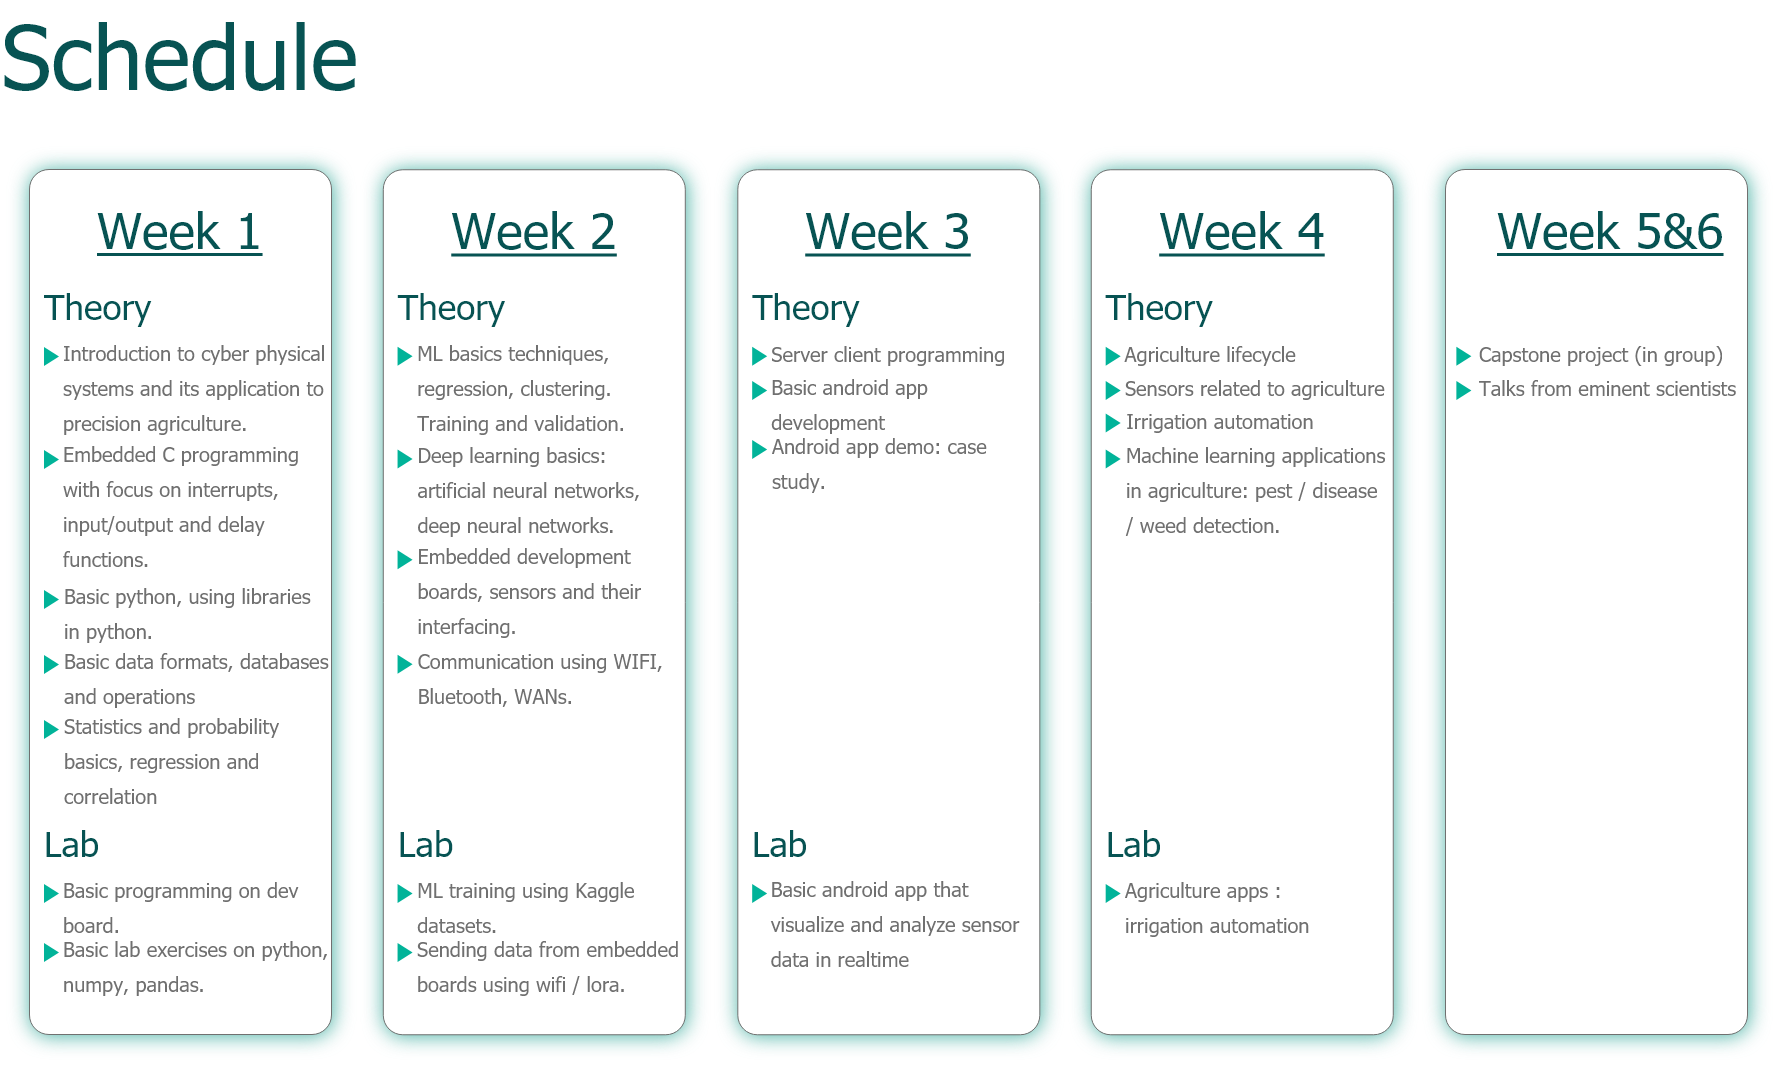 Schedule
Week 1
Theory
Introduction to cyber physical
systems and its application to
precision agriculture.
Embedded C programming
with focus on interrupts,
input/output and delay
functions.
Basic python, using libraries
in python.
Basic data formats, databases
and operations
Statistics and probability
basics, regression and
correlation
Lab
Basic programming on dev
board.
Basic lab exercises on python,
numpy, pandas.
Week 2
Theory
ML basics techniques,
regression, clustering.
Training and validation.
Deep learning basics:
artificial neural networks,
deep neural networks.
Embedded development
boards, sensors and their
interfacing.
Communication using WIFI,
Bluetooth, WANs.
Lab
ML training using Kaggle
datasets.
Sending data from embedded
boards using wifi / lora.
Week 3
Theory
Server client programming
Basic android app
development
Android app demo: case
study.
Lab
Basic android app that
visualize and analyze sensor
data in realtime
Week 4
Theory
Agriculture lifecycle
Sensors related to agriculture
Irrigation automation
Machine learning applications
in agriculture: pest / disease
/ weed detection.
Lab
Agriculture apps :
irrigation automation
Week 5&6
Capstone project (in group)
Talks from eminent scientists